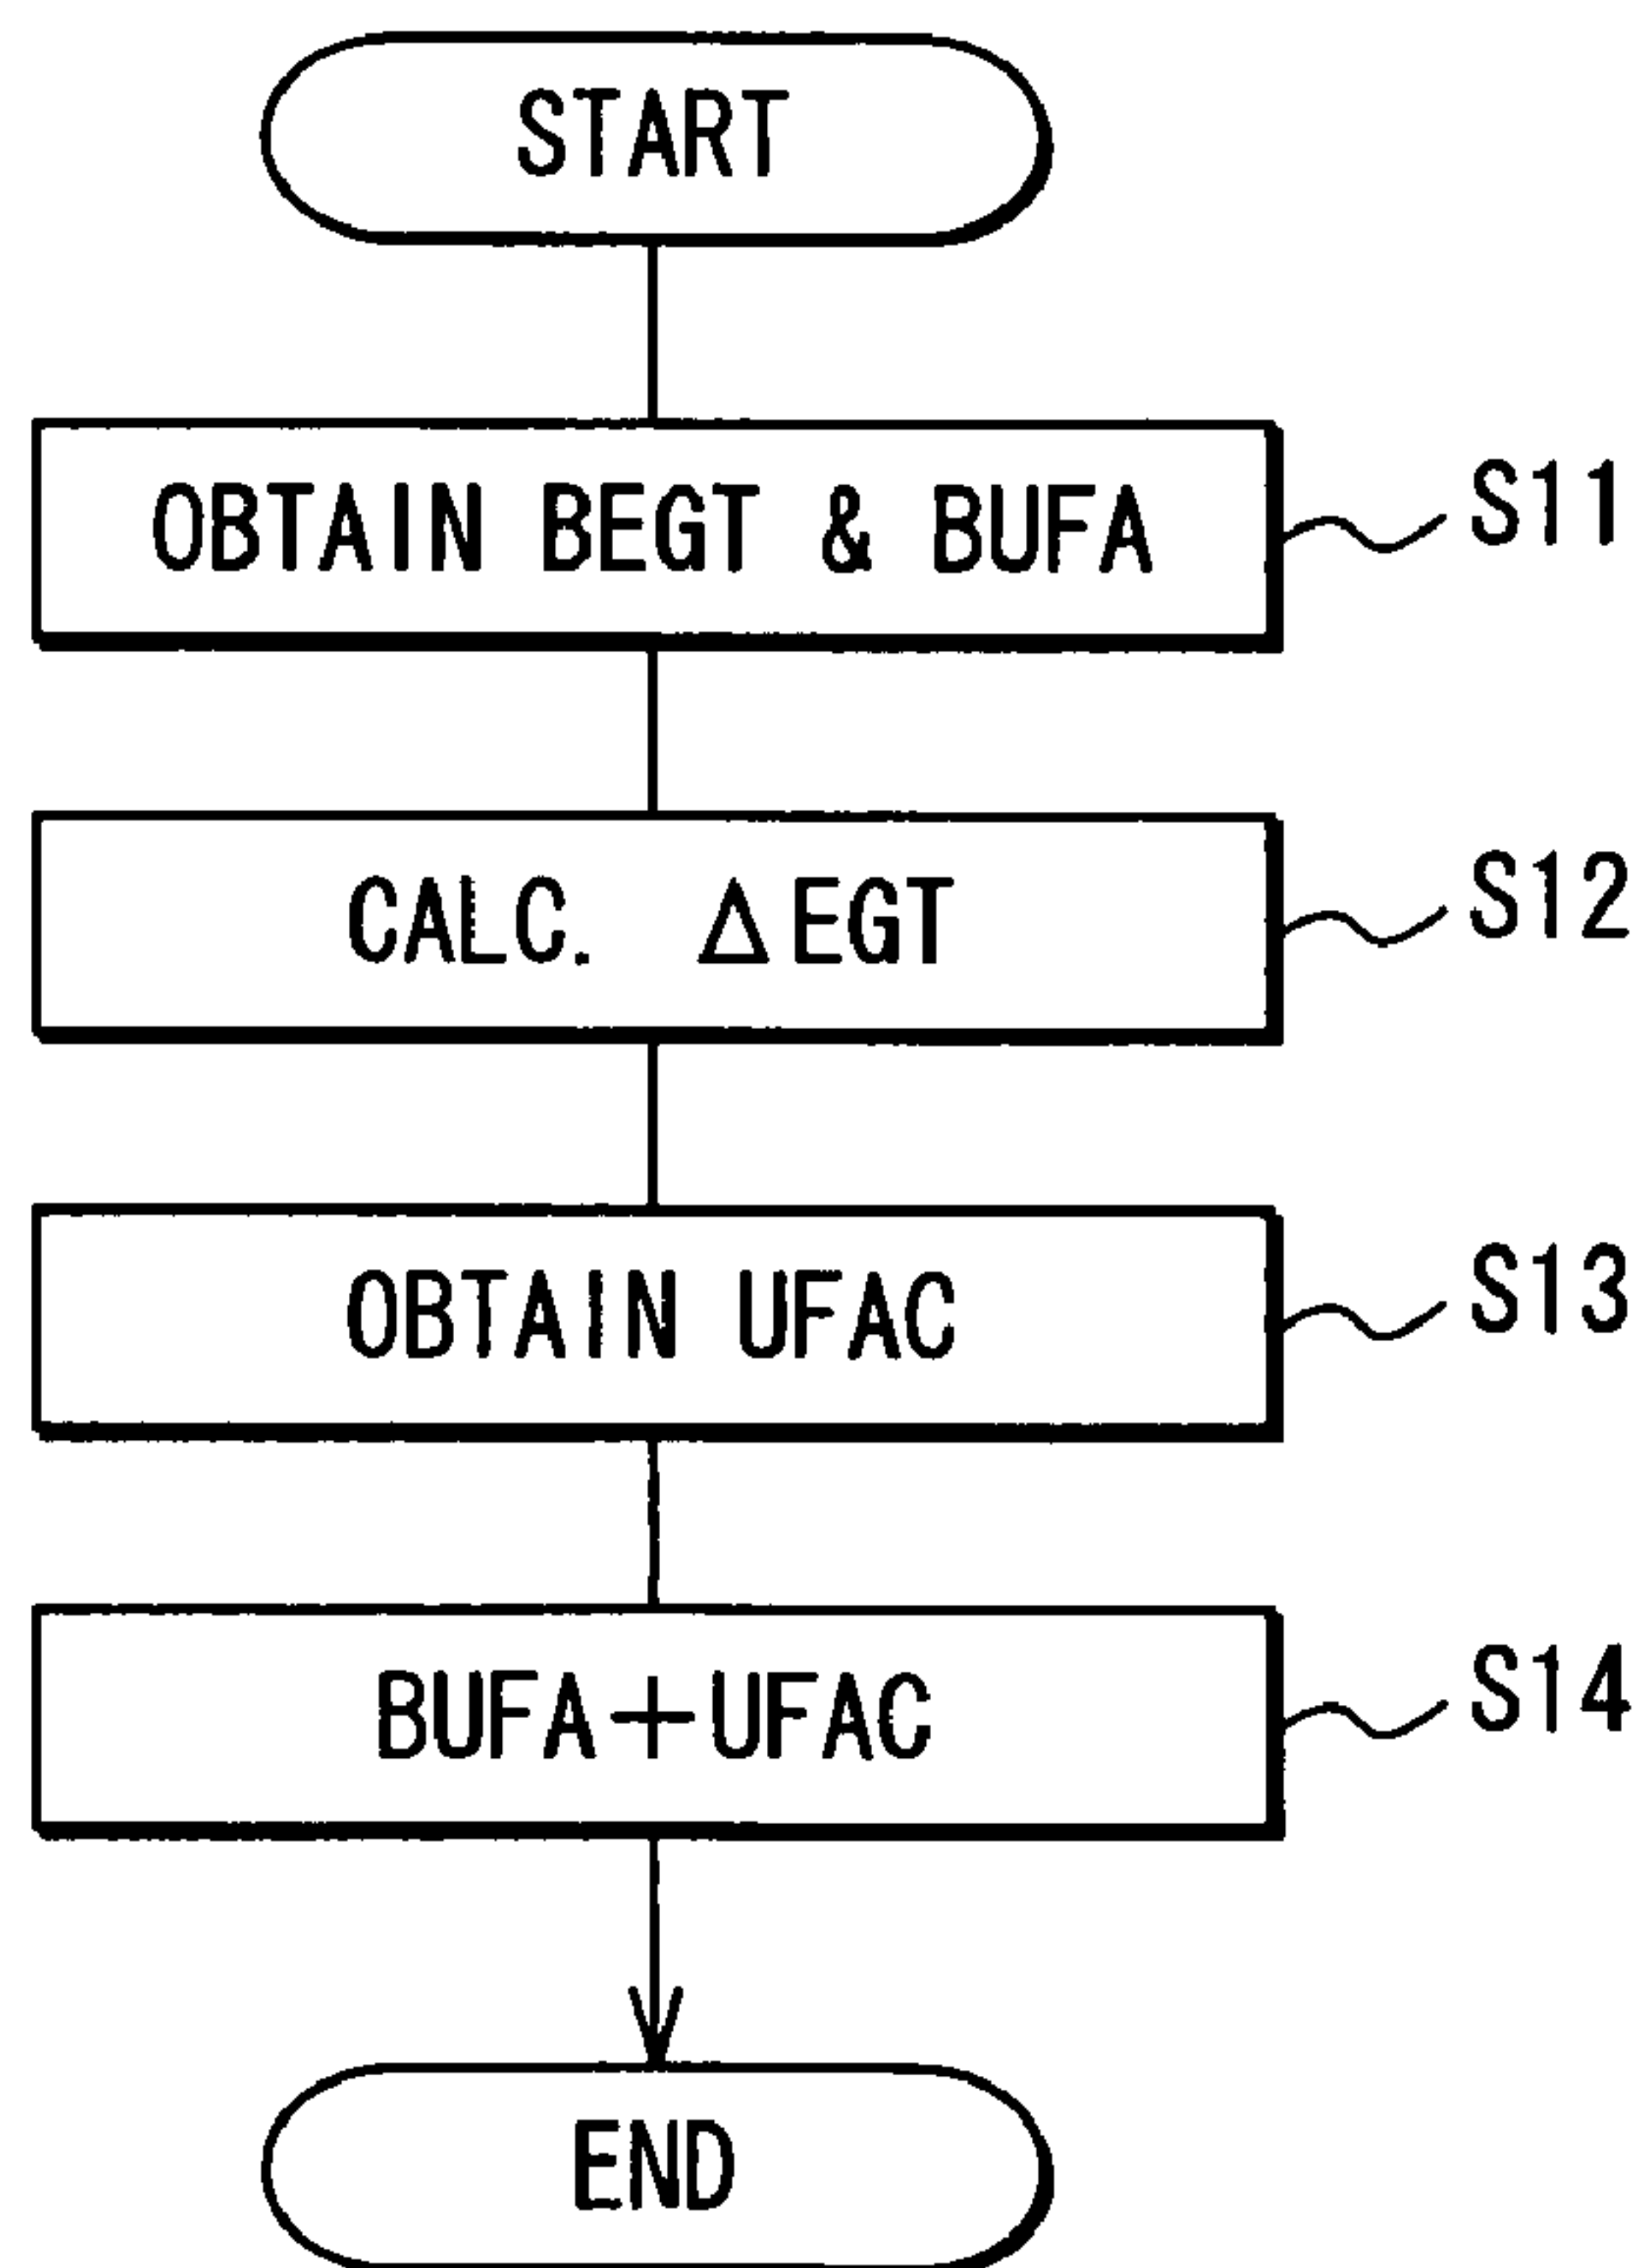 START
OBTAIN BEGT & BUFA
S11
CALC. ΔEGT
S12
OBTAIN UFAC
S13
BUFA+UFAC
S14
END